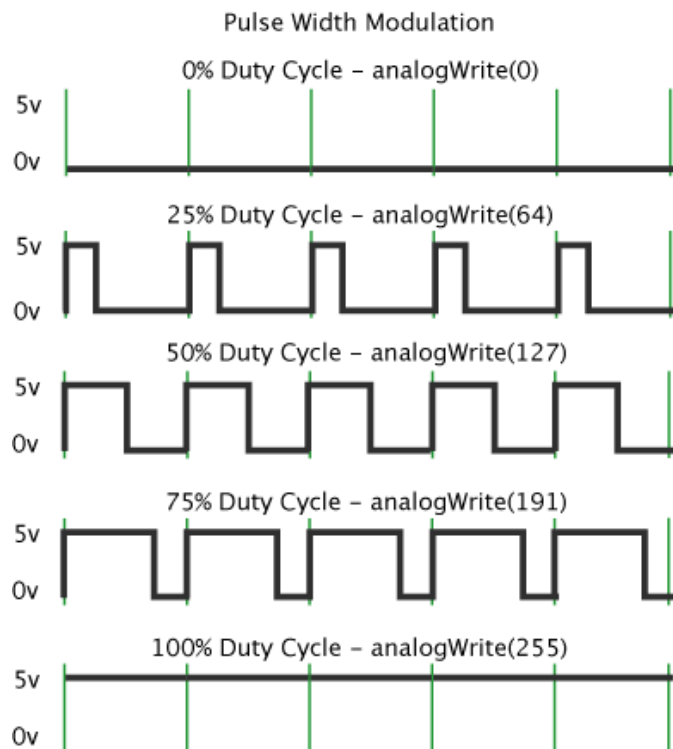 Pulse Width Modulation
0% Duty Cycle – analogWrite(0)
5v
0v
25% Duty Cycle – analogWrite(64)
5v
0v
50% Duty Cycle – analogWrite(127)
5v
0v
75% Duty Cycle – analogWrite(191)
5v
0v
100% Duty Cycle – analogWrite(255)
5v
0v